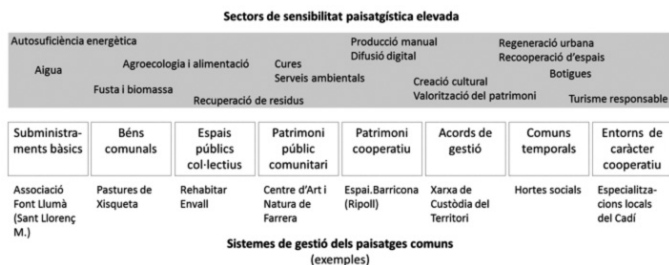 Sectors de sensibilitat paisatgística elevada
Autosuficiència energètica
Aigua
Agroecologia i alimentació
Fusta i biomassa
Recuperació de residus
Cures
Serveis ambientals
Producció manual
Difusió digital
Creació cultural
Valorització del patrimoni
Regeneració urbana
Recooperació d'espais
Botigues
Turisme responsable
Subministra-
ments bàsics
Béns
comunals
Espais
públics
col·lectius
Patrimoni
públic
comunitari
Patrimoni
cooperatiu
Acords de
gestió
Comuns
temporals
Entorns de
caràcter
cooperatiu
Associació
Font Llumà
(Sant Llorenç
M.)
Pastures de
Xisqueta
Rehabitar
Envall
Centre d'Art i
Natura de
Farrera
Espai.Barricona
(Ripoll)
Xarxa de
Custòdia del
Territori
Hortes socials
Especialitza-
cions locals
del Cadí
Sistemes de gestió dels paisatges comuns
(exemples)